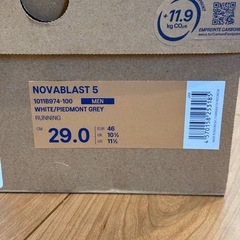 +11.9
kg CO₂e
EMPREINTE CARBONE
NOVABLAST 5
1011B974-100 MEN
WHITE/PIEDMONT GREY
RUNNING
CM 29.0
EUR 46
UK 10½
US 11½